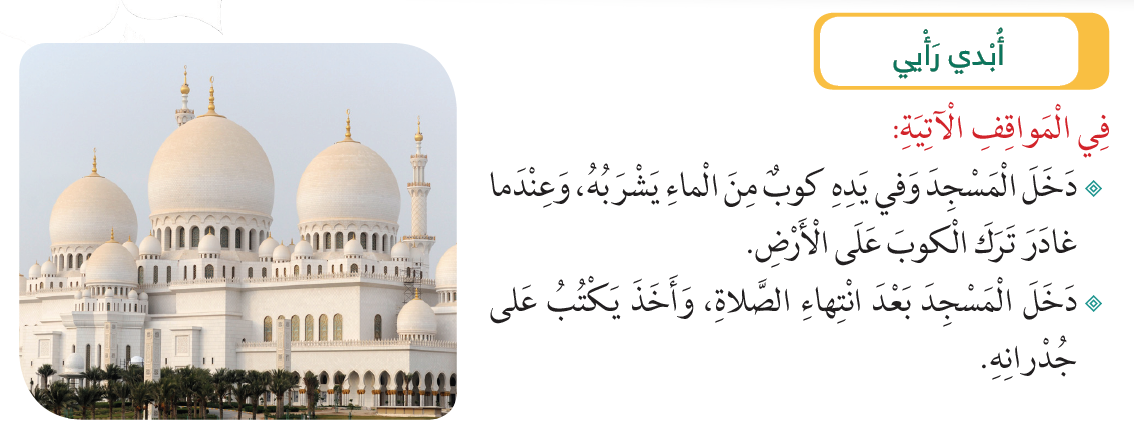 أُبْدي رَأْيي
فِي الْمَواقِفِ الْآتِيَةِ:
دَخَلَ الْمَسْجِدَ وَفي يَدِهِ كوبٌ مِنَ الْماءِ يَشْرَبُهُ، وَعِنْدَما
غادَرَ تَرَكَ الْكوبَ عَلَى الْأَرْضِ.
دَخَلَ الْمَسْجِدَ بَعْدَ انْتِهاءِ الصَّلاةِ، وَأَخَذَ يَكْتُبُ عَلى
جُدْرانِهِ.